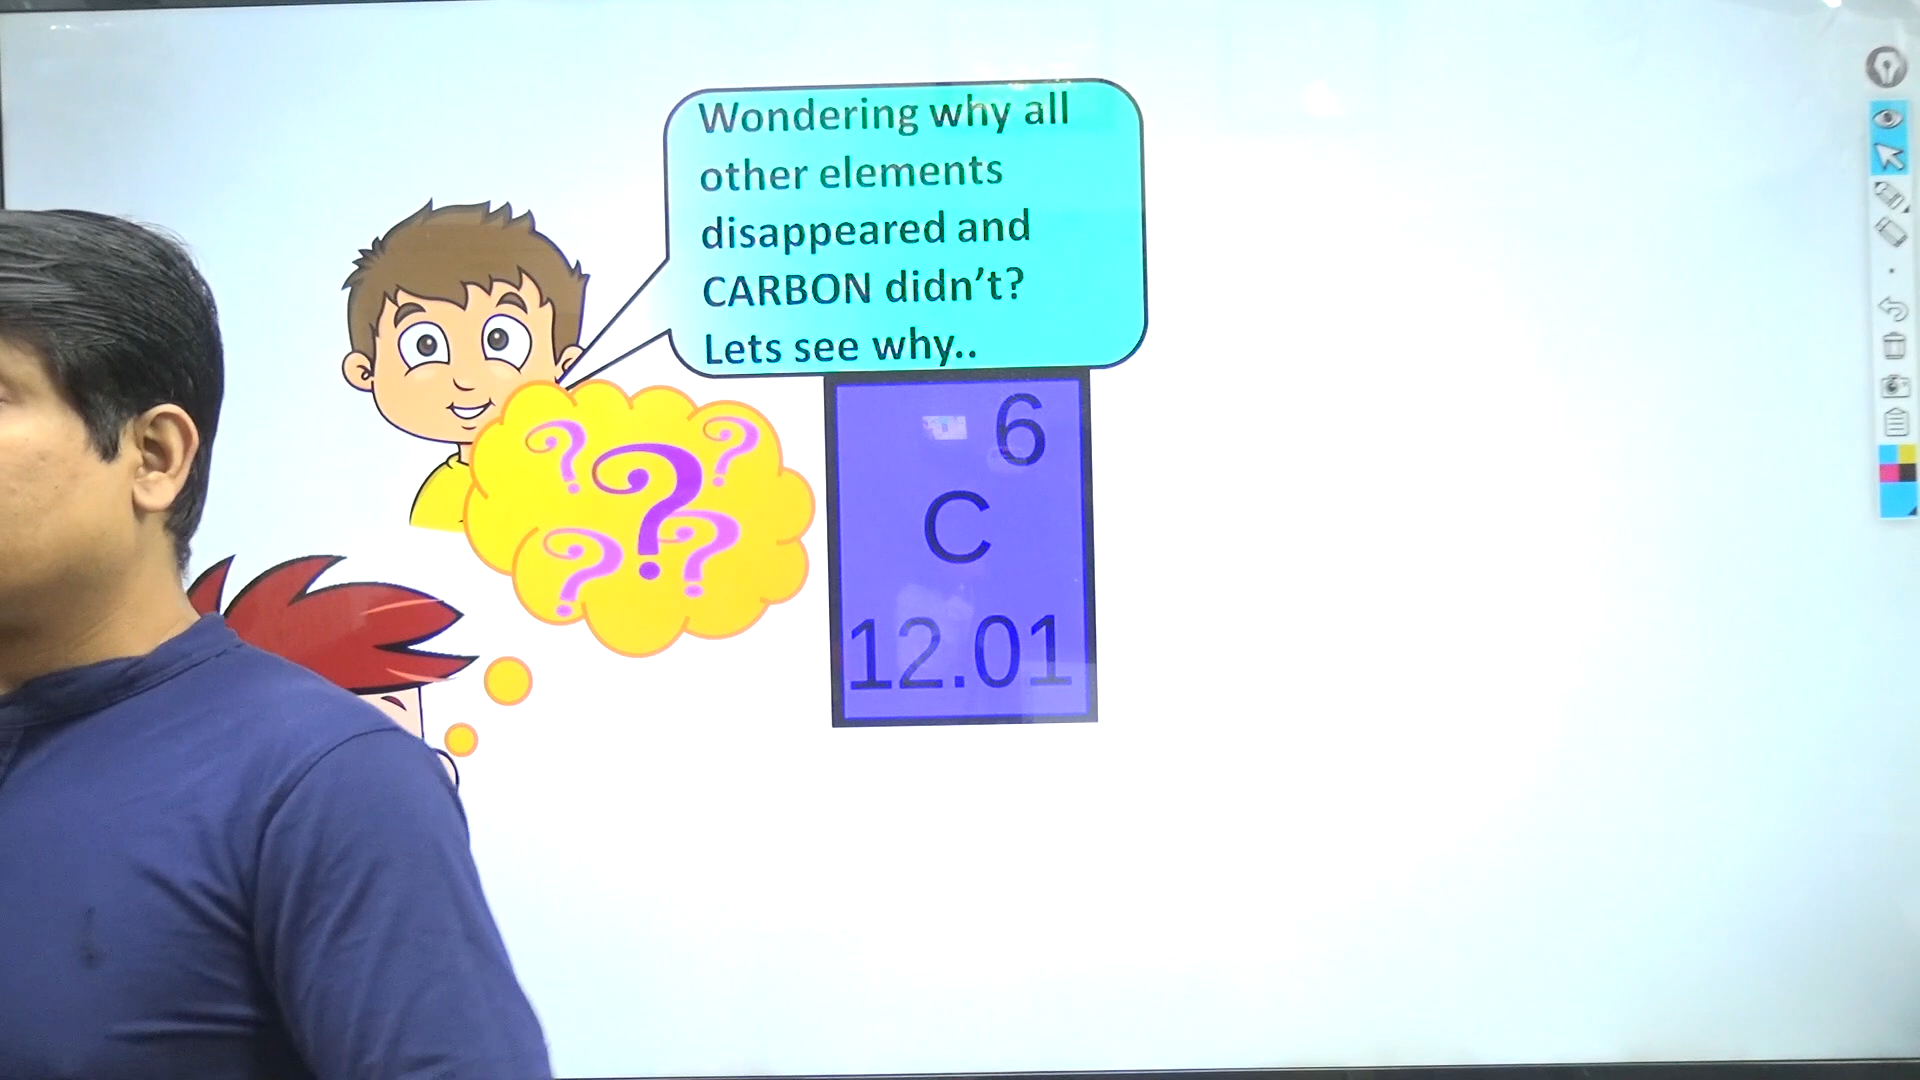 Wondering why all
other elements
disappeared and
CARBON didn't?
Lets see why..
? ? ? ? ?
6
C
12.01